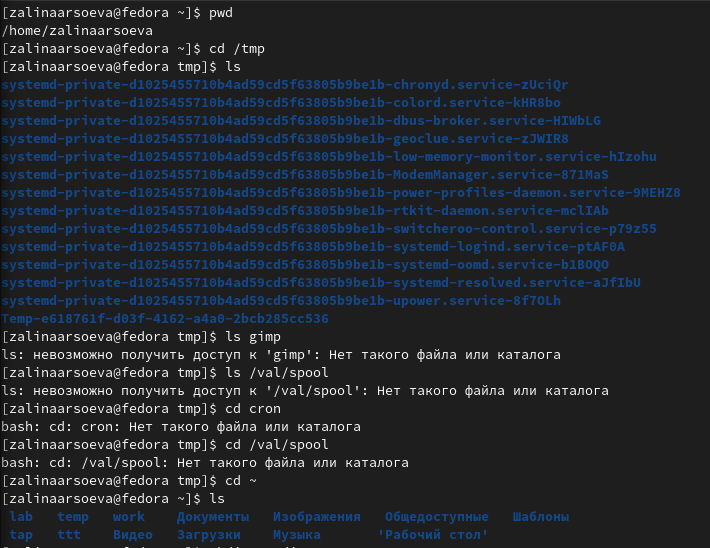 [zalinaarsoeva@fedora ~]$ pwd
/home/zalinaarsoeva
[zalinaarsoeva@fedora ~]$ cd /tmp
[zalinaarsoeva@fedora tmp]$ ls
systemd-private-d1025455710b4ad59cd5f63805b9be1b-chronyd.service-zUciQr
systemd-private-d1025455710b4ad59cd5f63805b9be1b-colord.service-kHR8bo
systemd-private-d1025455710b4ad59cd5f63805b9be1b-dbus-broker.service-HIWbLG
systemd-private-d1025455710b4ad59cd5f63805b9be1b-geoclue.service-zJWIR8
systemd-private-d1025455710b4ad59cd5f63805b9be1b-low-memory-monitor.service-hIzohu
systemd-private-d1025455710b4ad59cd5f63805b9be1b-ModemManager.service-871MaS
systemd-private-d1025455710b4ad59cd5f63805b9be1b-power-profiles-daemon.service-9MEHZ8
systemd-private-d1025455710b4ad59cd5f63805b9be1b-rtkit-daemon.service-mclIAb
systemd-private-d1025455710b4ad59cd5f63805b9be1b-switcheroo-control.service-p79z55
systemd-private-d1025455710b4ad59cd5f63805b9be1b-systemd-logind.service-ptAF0A
systemd-private-d1025455710b4ad59cd5f63805b9be1b-systemd-oomd.service-b1BOQO
systemd-private-d1025455710b4ad59cd5f63805b9be1b-systemd-resolved.service-aJfIbU
systemd-private-d1025455710b4ad59cd5f63805b9be1b-upower.service-8f7OLh
Temp-e618761f-d03f-4162-a4a0-2bcb285cc536
[zalinaarsoeva@fedora tmp]$ ls gimp
ls: невозможно получить доступ к 'gimp': Нет такого файла или каталога
[zalinaarsoeva@fedora tmp]$ ls /val/spool
ls: невозможно получить доступ к '/val/spool': Нет такого файла или каталога
[zalinaarsoeva@fedora tmp]$ cd cron
bash: cd: cron: Нет такого файла или каталога
[zalinaarsoeva@fedora tmp]$ cd /val/spool
bash: cd: /val/spool: Нет такого файла или каталога
[zalinaarsoeva@fedora tmp]$ cd ~
[zalinaarsoeva@fedora ~]$ ls
lab temp work Документы Изображения Общедоступные Шаблоны
tap ttt Видео Загрузки Музыка 'Рабочий стол'